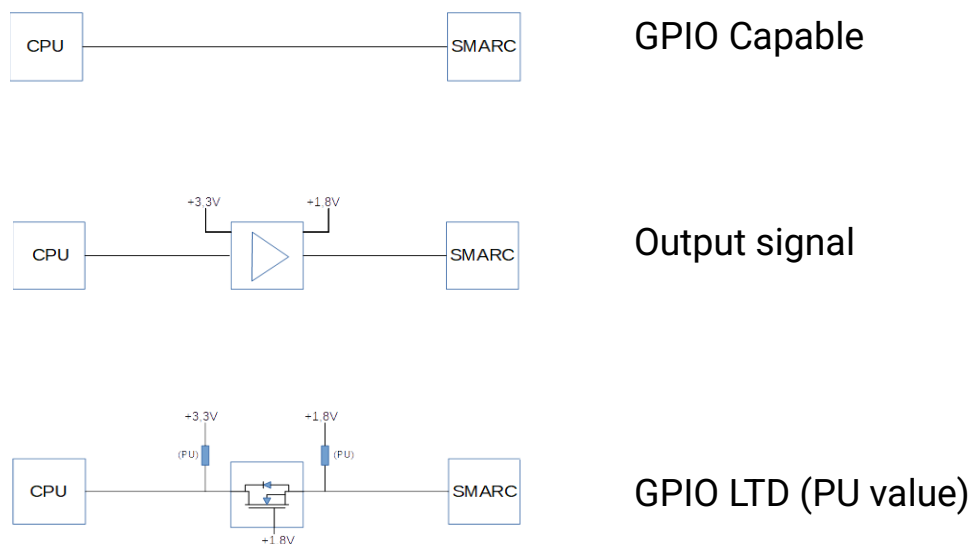 CPU
SMARC
GPIO Capable
+3,3V
+1,8V
CPU
SMARC
Output signal
+3,3V
+1,8V
(PU)
(PU)
CPU
SMARC
GPIO LTD (PU value)
+1,8V